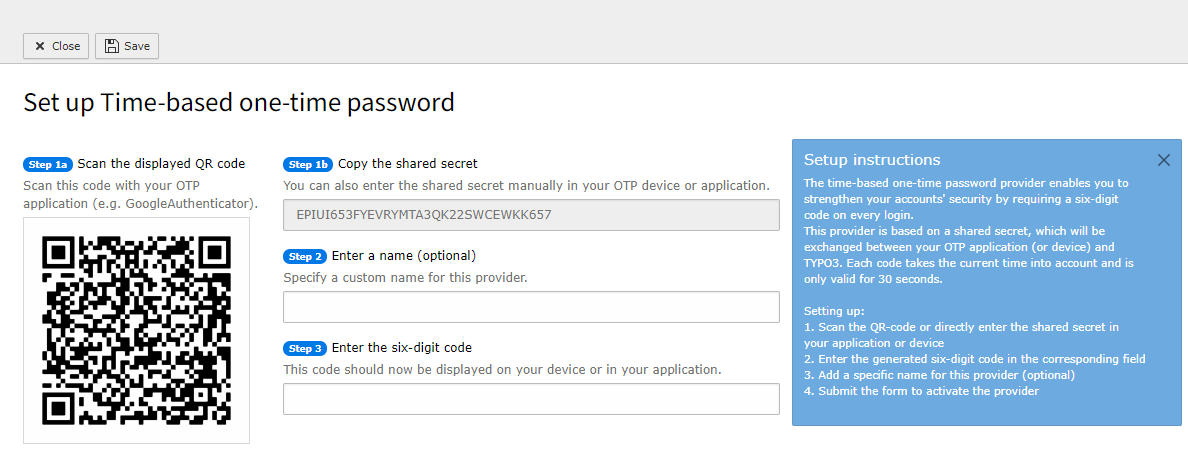 Close
Save
Set up Time-based one-time password
Step 1a Scan the displayed QR code
Scan this code with your OTP
application (e.g. GoogleAuthenticator).
Step 1b Copy the shared secret
You can also enter the shared secret manually in your OTP device or application.
EPIUI653FYEVRYMTA3QK22SWCEWKK657
Step 2 Enter a name (optional)
Specify a custom name for this provider.
Step 3 Enter the six-digit code
This code should now be displayed on your device or in your application.
Setup instructions
The time-based one-time password provider enables you to
strengthen your accounts' security by requiring a six-digit
code on every login.
This provider is based on a shared secret, which will be
exchanged between your OTP application (or device) and
TYPO3. Each code takes the current time into account and is
only valid for 30 seconds.
Setting up:
1. Scan the QR-code or directly enter the shared secret in
your application or device
2. Enter the generated six-digit code in the corresponding field
3. Add a specific name for this provider (optional)
4. Submit the form to activate the provider